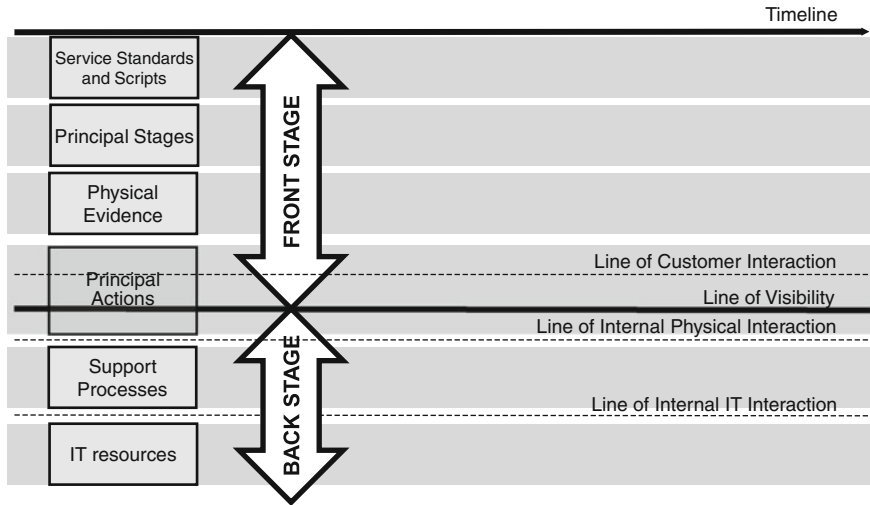 Timeline
Service Standards
and Scripts
Principal Stages
Physical
Evidence
FRONT STAGE
Principal
Actions
Line of Customer Interaction
Line of Visibility
Line of Internal Physical Interaction
Support
Processes
BACK STAGE
Line of Internal IT Interaction
IT resources